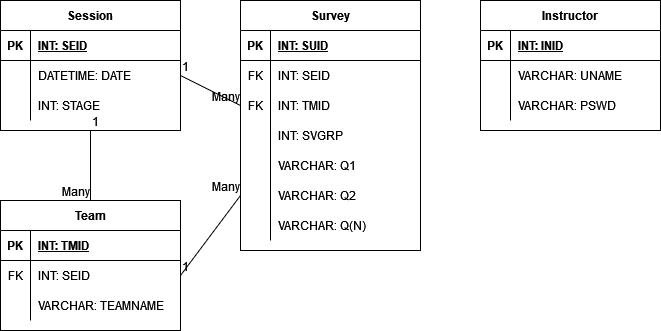 Session
PK INT: SEID
DATETIME: DATE
INT: STAGE
1
1
Many
Survey
PK INT: SUID
FK INT: SEID
FK INT: TMID
INT: SVGRP
VARCHAR: Q1
VARCHAR: Q2
VARCHAR: Q(N)
Many
Many
1
Team
PK INT: TMID
FK INT: SEID
VARCHAR: TEAMNAME
Instructor
PK INT: INID
VARCHAR: UNAME
VARCHAR: PSWD